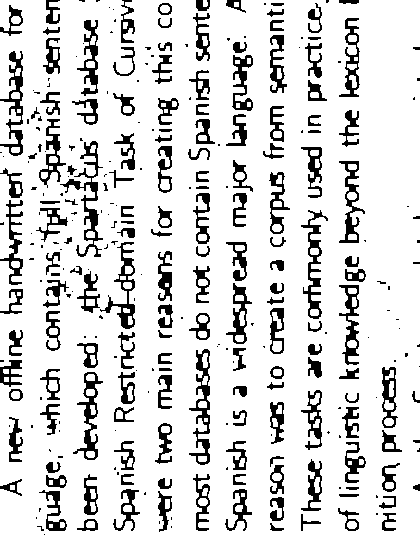 A new offline handwritten database for
guage, which contains full Spanish senten
been developed: the Spartacus database
Spanish Restricted-domain Task of Cursiv
were two main reasons for creating this co
most databases do not contain Spanish sente
Spanish is a widespread major language. A
reason was to create a corpus from semanti
These tasks are commonly used in practice
of linguistic knowledge beyond the lexicon
nition process.